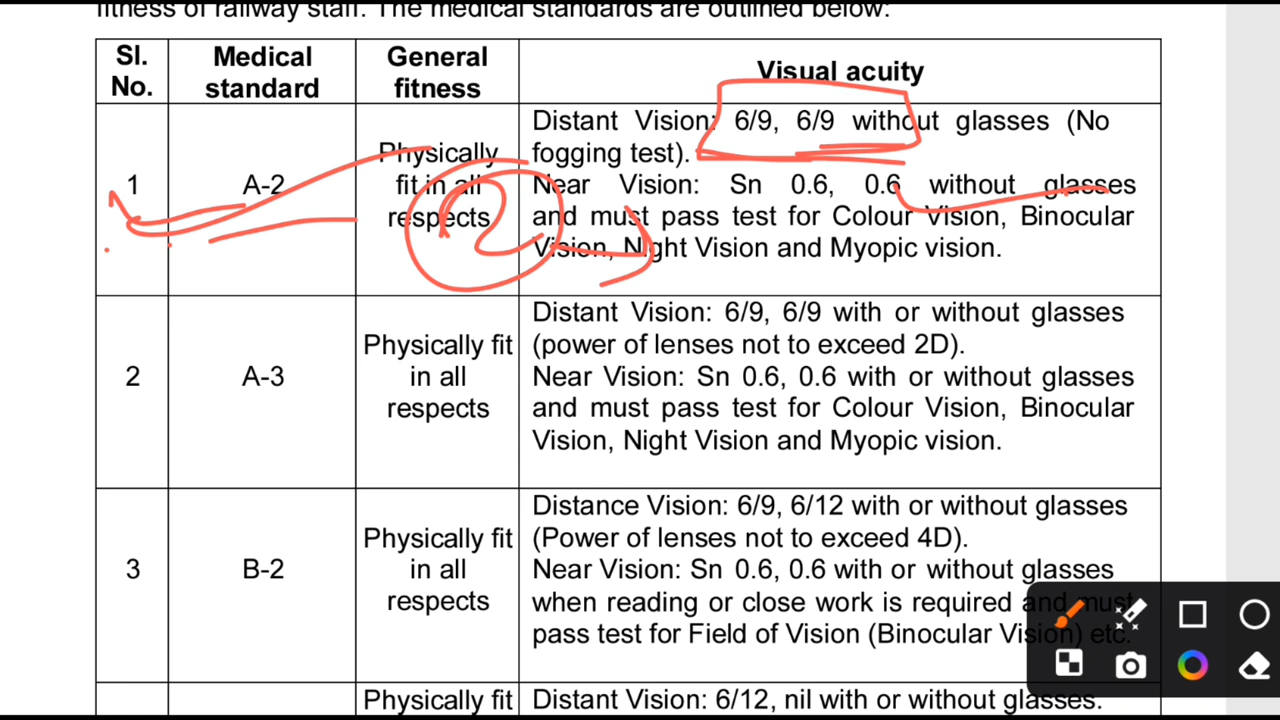 fitness of railway staff. The medical standards are outlined below:
Sl. No. Medical standard General fitness Visual acuity
1
A-2
Physically
fit in all
respects
Distant Vision: 6/9, 6/9 without glasses (No
fogging test).
Near Vision: Sn 0.6, 0.6 without glasses
and must pass test for Colour Vision, Binocular
Vision, Night Vision and Myopic vision.
2
2
A-3
Physically fit
in all
respects
Distant Vision: 6/9, 6/9 with or without glasses
(power of lenses not to exceed 2D).
Near Vision: Sn 0.6, 0.6 with or without glasses
and must pass test for Colour Vision, Binocular
Vision, Night Vision and Myopic vision.
3
B-2
Physically fit
in all
respects
Distance Vision: 6/9, 6/12 with or without glasses
(Power of lenses not to exceed 4D).
Near Vision: Sn 0.6, 0.6 with or without glasses
when reading or close work is required and must
pass test for Field of Vision (Binocular Vision) etc.
Physically fit
Distant Vision: 6/12, nil with or without glasses.